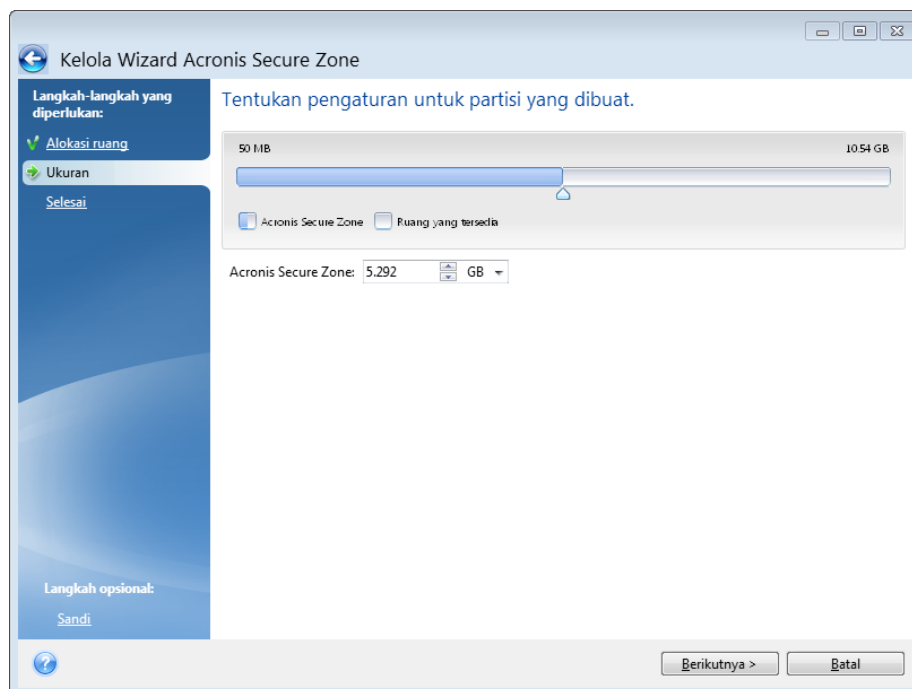 Kelola Wizard Acronis Secure Zone
Langkah-langkah yang
diperlukan:
Alokasi ruang
Ukuran
Selesai
Tentukan pengaturan untuk partisi yang dibuat.
50 MB 10.54 GB
Acronis Secure Zone Ruang yang tersedia
Acronis Secure Zone: 5.292 GB
Langkah opsional:
Sandi
Berikutnya > Batal